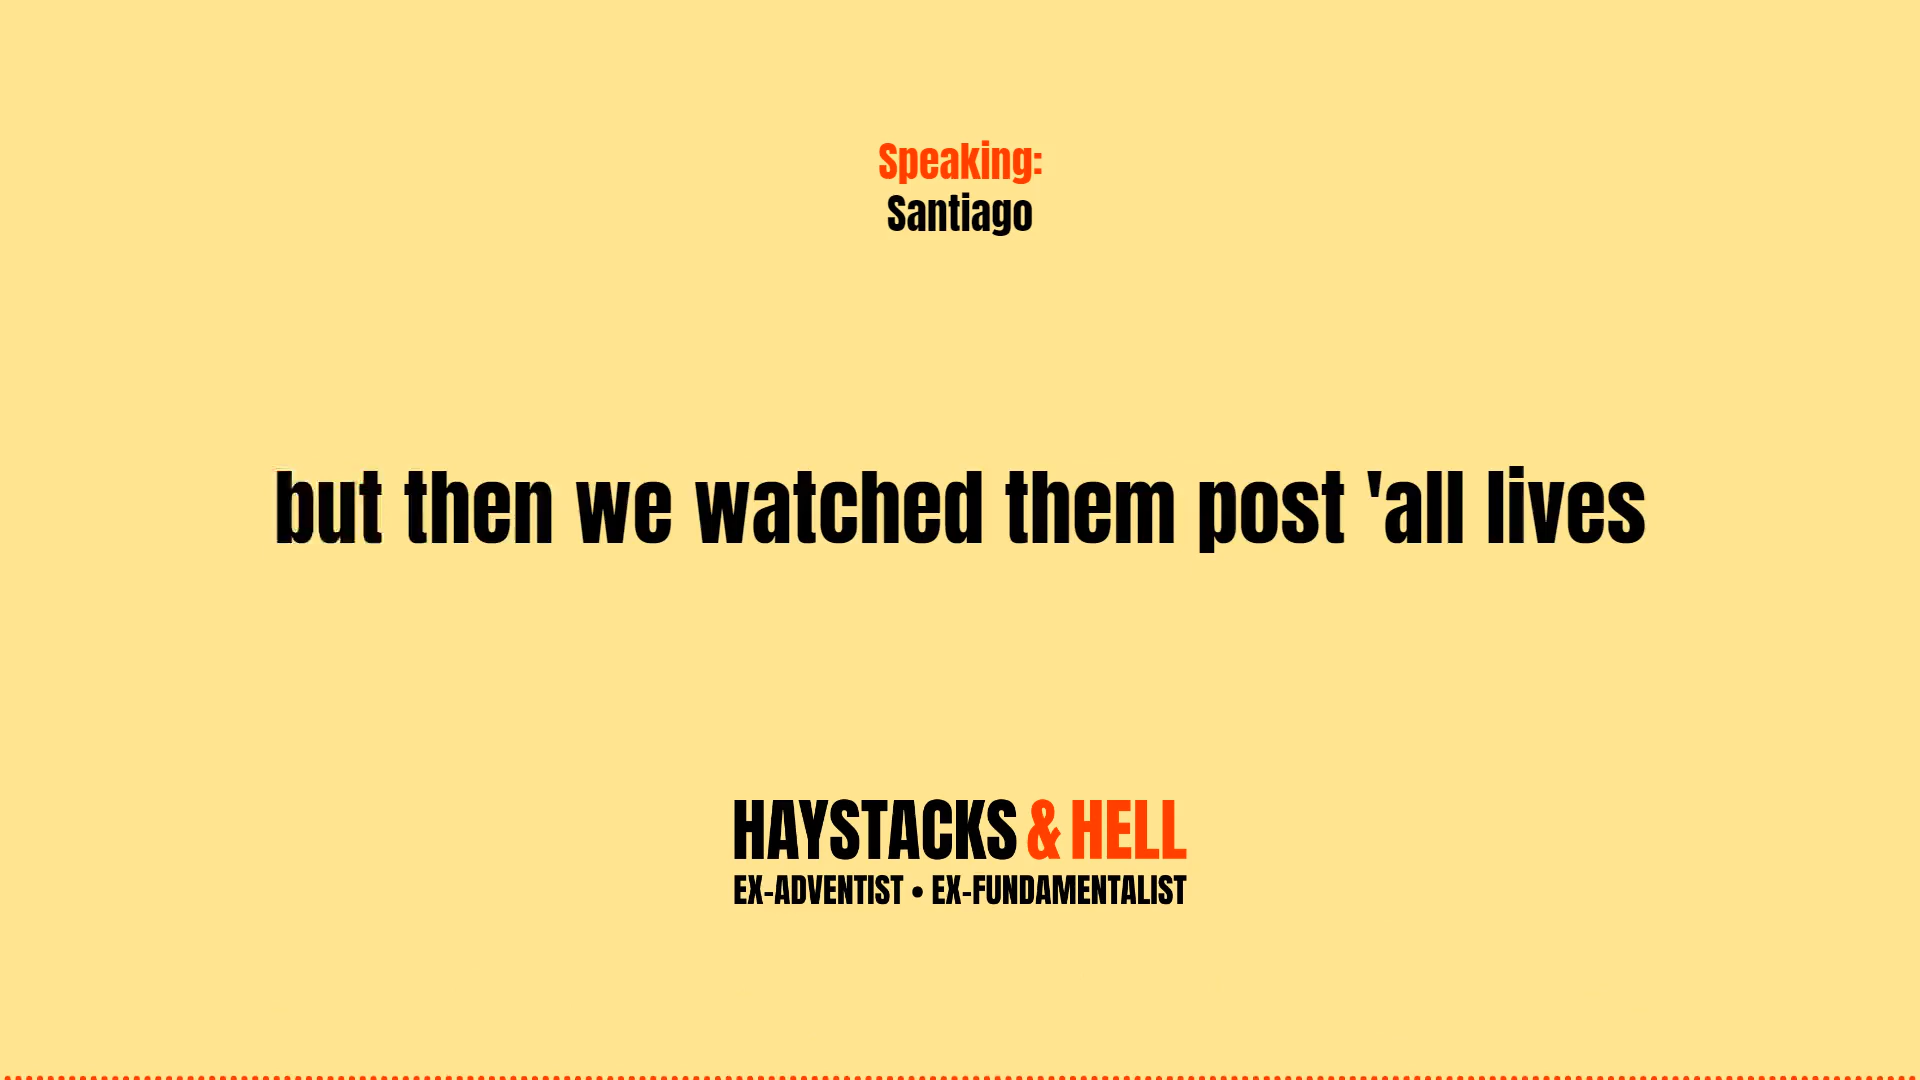 Speaking:
Santiago
but then we watched them post 'all lives
HAYSTACKS & HELL
EX-ADVENTIST • EX-FUNDAMENTALIST